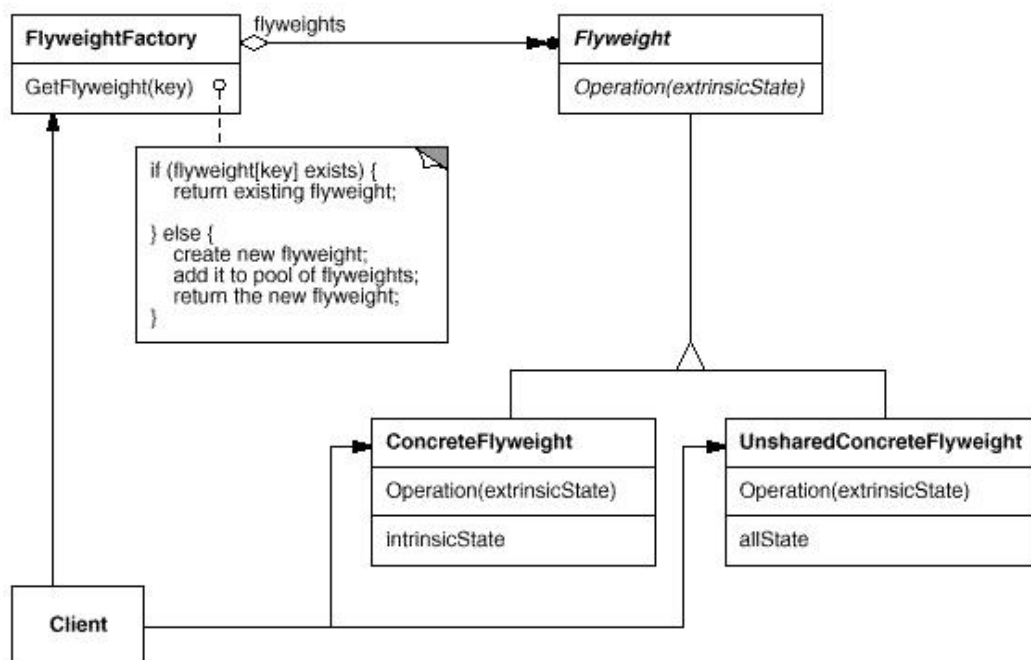 flyweights
FlyweightFactory
GetFlyweight(key)
Flyweight
Operation(extrinsicState)
if (flyweight[key] exists) {
return existing flyweight;
} else {
create new flyweight;
add it to pool of flyweights;
return the new flyweight;
}
ConcreteFlyweight
Operation(extrinsicState)
intrinsicState
UnsharedConcreteFlyweight
Operation(extrinsicState)
allState
Client